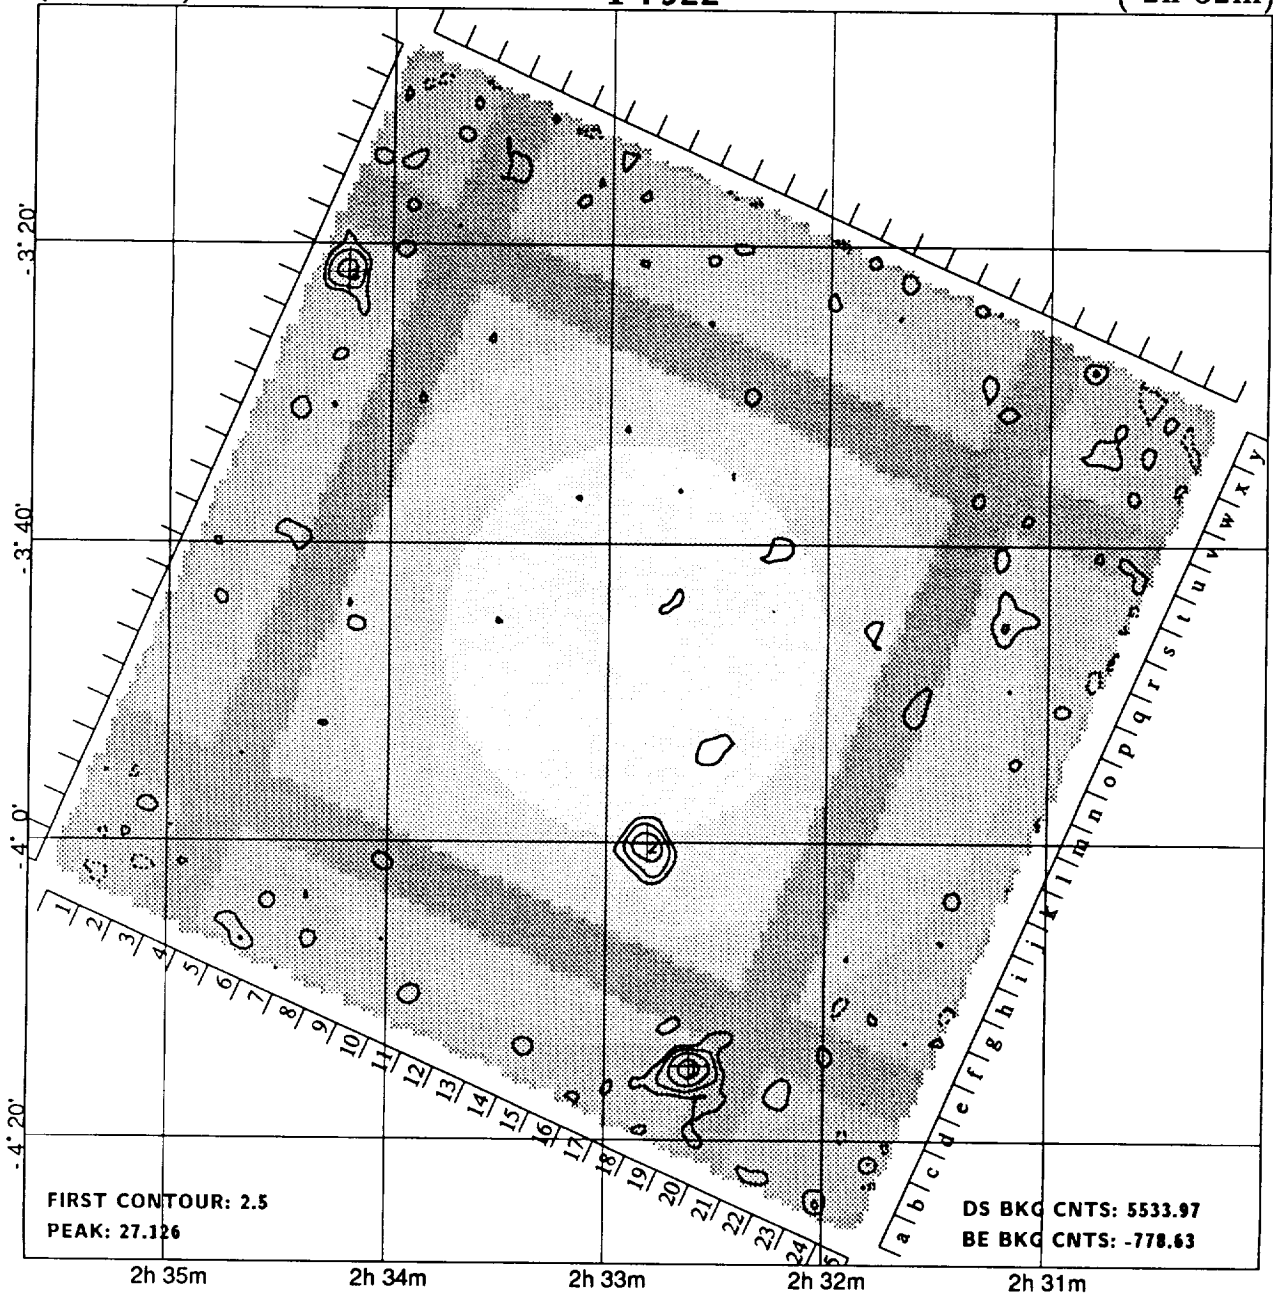 -3° 20'
-3° 40'
-4° 0'
-4° 20'
2
1 2 3 4 5 6 7 8 9 10 11 12 13 14 15 16 17 18 19 20 21 22 23 24
a b c d e f g h i j k l m n o p q r s t u v w x y
FIRST CONTOUR: 2.5
PEAK: 27.126
DS BKG CNTS: 5533.97
BE BKG CNTS: -778.63
2h 35m 2h 34m 2h 33m 2h 32m 2h 31m